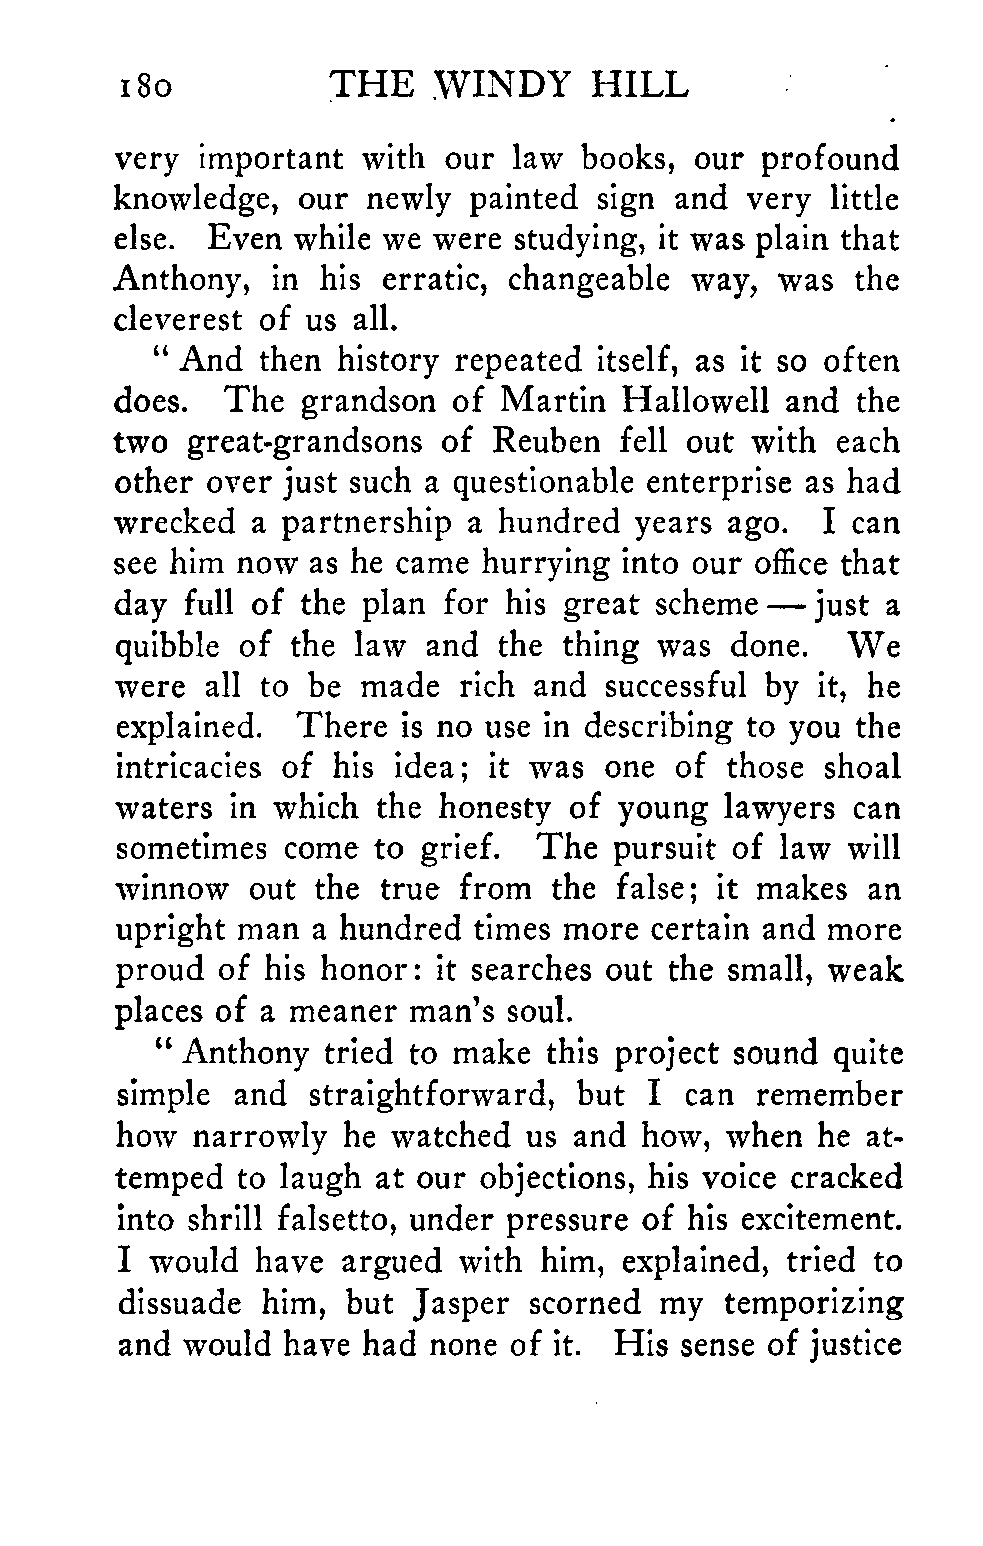 180 THE WINDY HILL
very important with our law books, our profound
knowledge, our newly painted sign and very little
else. Even while we were studying, it was plain that
Anthony, in his erratic, changeable way, was the
cleverest of us all.
“ And then history repeated itself, as it so often
does. The grandson of Martin Hallowell and the
two great-grandsons of Reuben fell out with each
other over just such a questionable enterprise as had
wrecked a partnership a hundred years ago. I can
see him now as he came hurrying into our office that
day full of the plan for his great scheme — just a
quibble of the law and the thing was done. We
were all to be made rich and successful by it, he
explained. There is no use in describing to you the
intricacies of his idea; it was one of those shoal
waters in which the honesty of young lawyers can
sometimes come to grief. The pursuit of law will
winnow out the true from the false; it makes an
upright man a hundred times more certain and more
proud of his honor: it searches out the small, weak
places of a meaner man's soul.
“ Anthony tried to make this project sound quite
simple and straightforward, but I can remember
how narrowly he watched us and how, when he at-
temped to laugh at our objections, his voice cracked
into shrill falsetto, under pressure of his excitement.
I would have argued with him, explained, tried to
dissuade him, but Jasper scorned my temporizing
and would have had none of it. His sense of justice